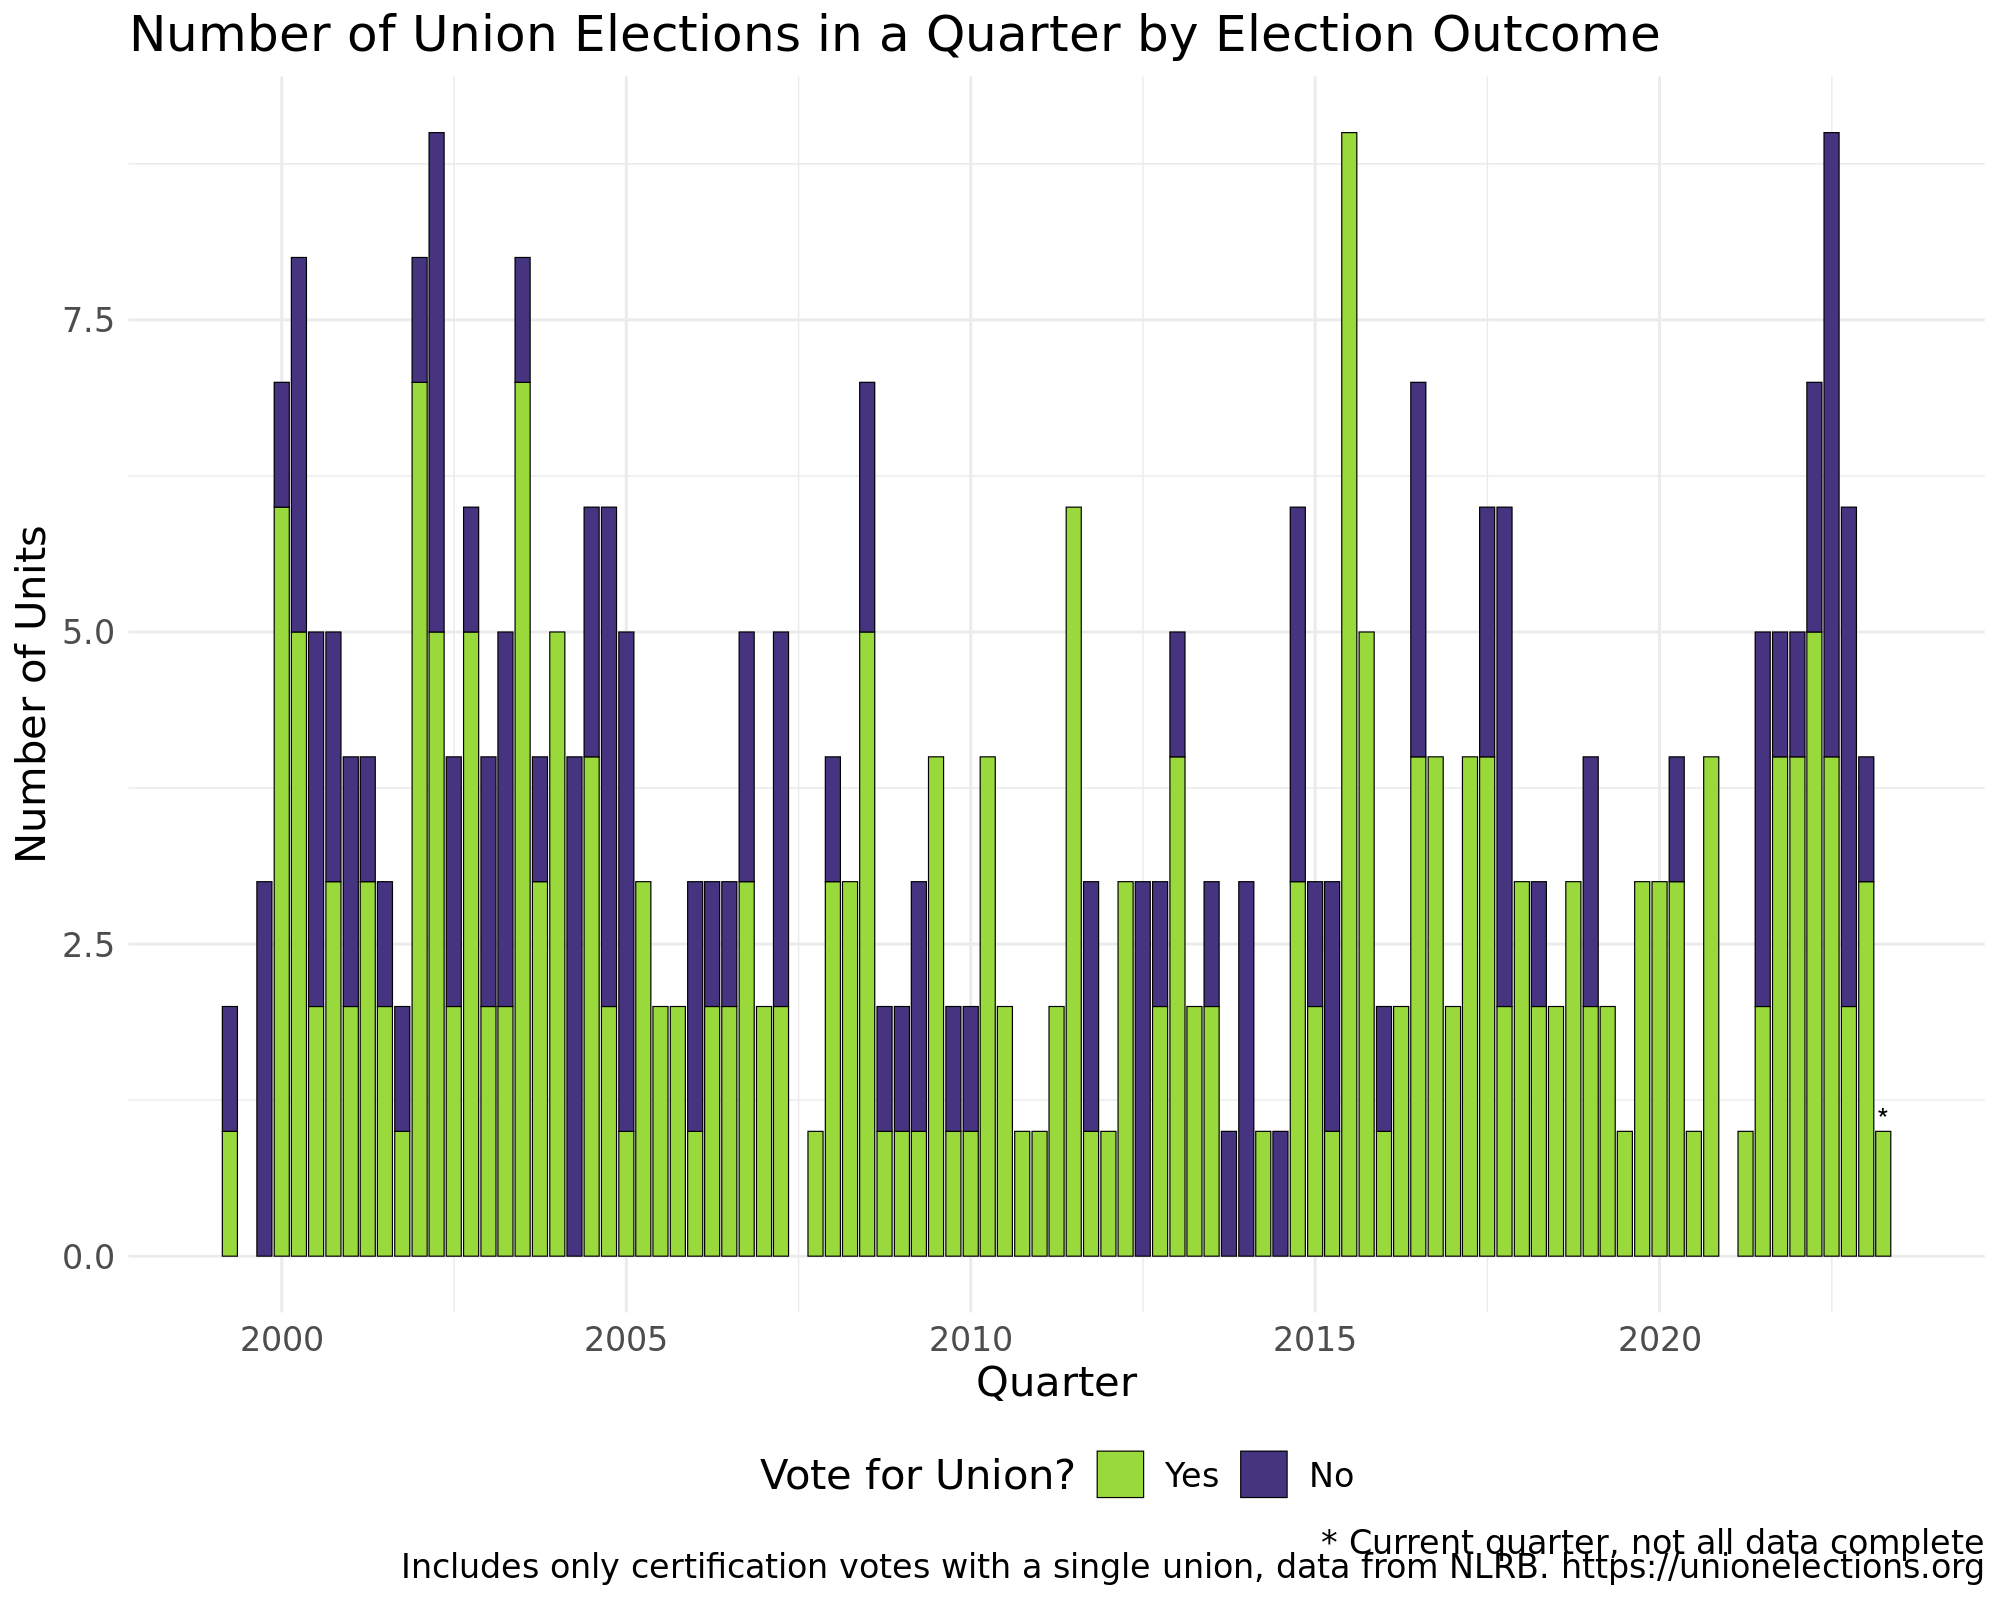 Number of Union Elections in a Quarter by Election Outcome
Number of Units
7.5
5.0
2.5
0.0
*
2000 2005 2010 2015 2020
Quarter
Vote for Union? Yes No
* Current quarter, not all data complete
Includes only certification votes with a single union, data from NLRB. https://unionelections.org